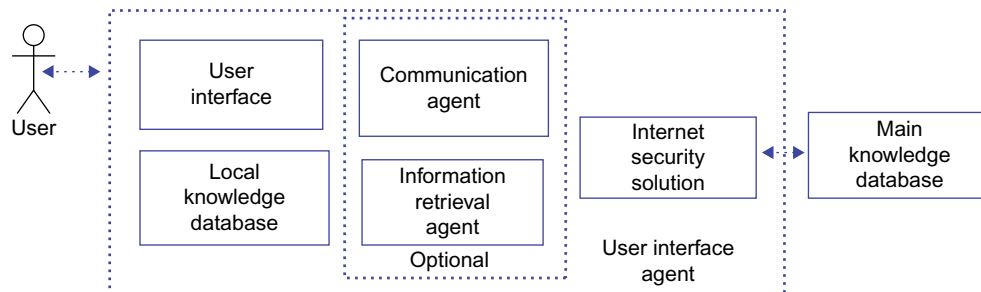 User
User
interface
Local
knowledge
database
Communication
agent
Information
retrieval
agent
Optional
Internet
security
solution
User interface
agent
Main
knowledge
database